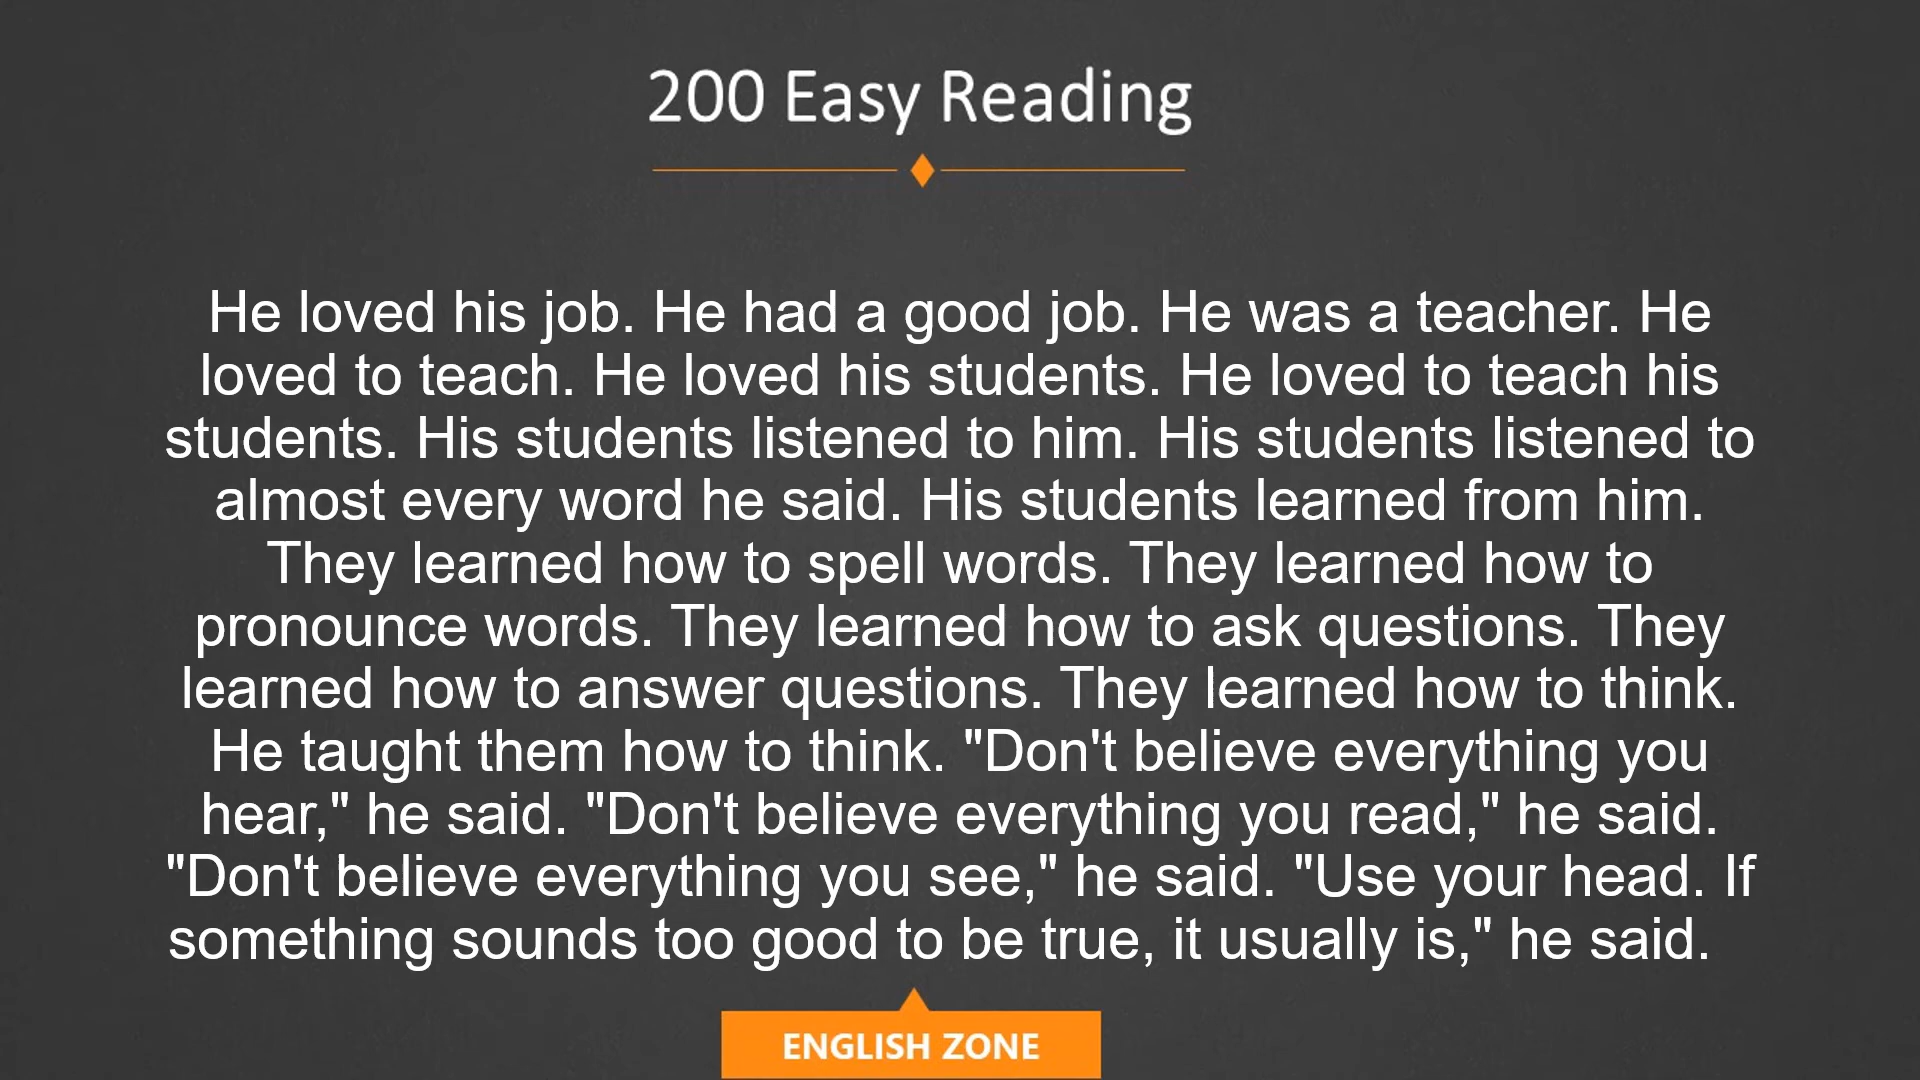 200 Easy Reading
He loved his job. He had a good job. He was a teacher. He
loved to teach. He loved his students. He loved to teach his
students. His students listened to him. His students listened to
almost every word he said. His students learned from him.
They learned how to spell words. They learned how to
pronounce words. They learned how to ask questions. They
learned how to answer questions. They learned how to think.
He taught them how to think. "Don't believe everything you
hear," he said. "Don't believe everything you read," he said.
"Don't believe everything you see," he said. "Use your head. If
something sounds too good to be true, it usually is," he said.
ENGLISH ZONE